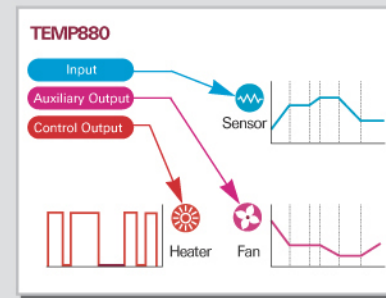 TEMP880
Input
Auxiliary Output
Control Output
Sensor
Heater
Fan